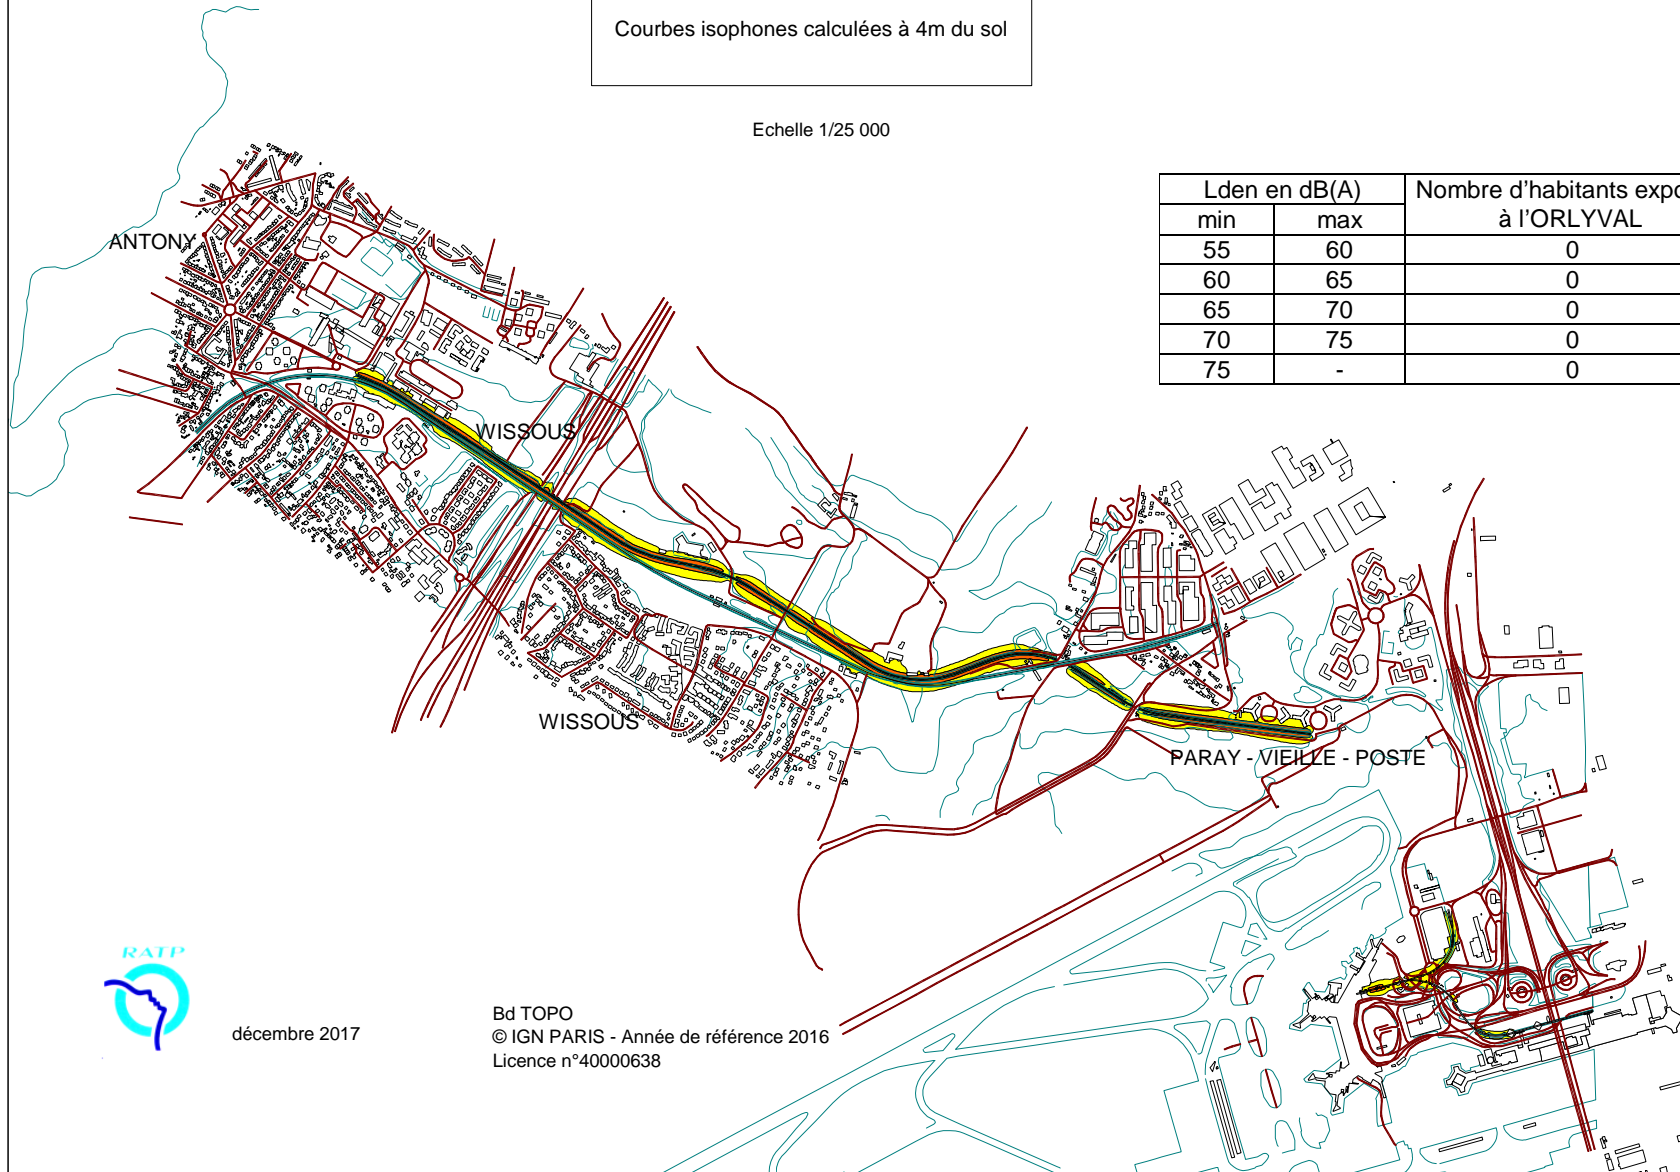 Courbes isophones calculées à 4m du sol
Echelle 1/25 000
Lden en dB(A) Nombre d'habitants expo
min max à l'ORLYVAL
55 60 0
60 65 0
65 70 0
70 75 0
75 - 0
ANTONY
WISSOUS
WISSOUS
PARAY - VIEILLE - POSTE
RATP
décembre 2017
Bd TOPO
© IGN PARIS - Année de référence 2016
Licence n°40000638